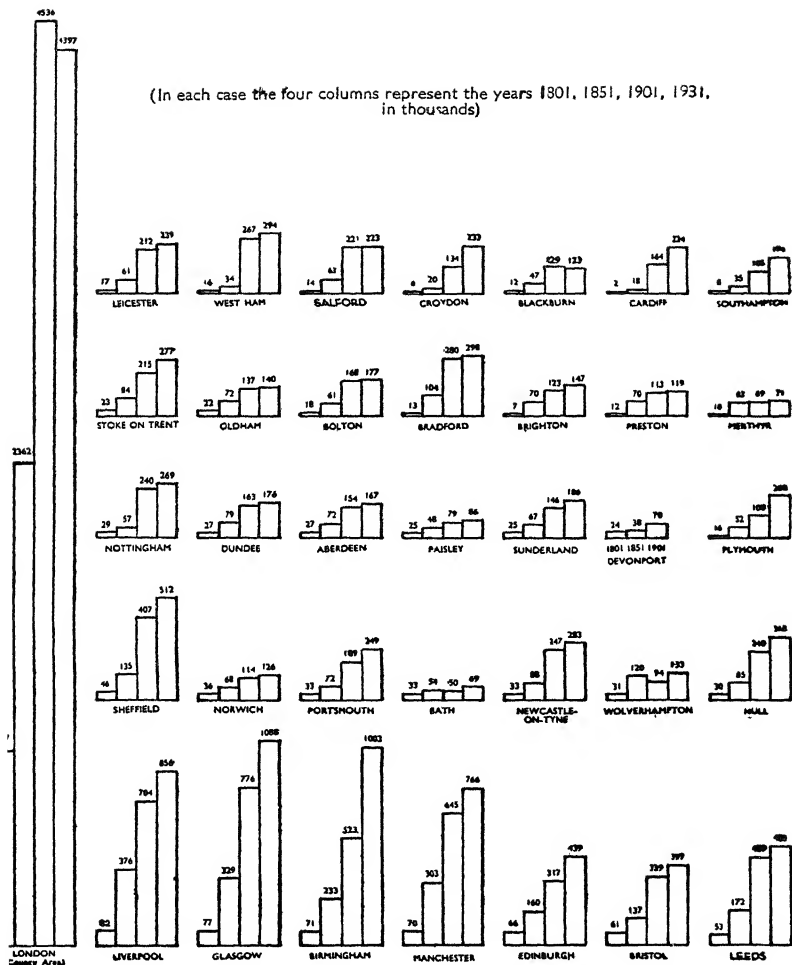 4536
4397
(In each case the four columns represent the years 1801, 1851, 1901, 1931,
in thousands)
17 61 212 239
LEICESTER
16 34 267 294
WEST HAM
14 63 221 223
SALFORD
20 134 233
CROYDON
12 47 129 123
BLACKBURN
2 18 164 224
CARDIFF
8 35
SOUTHAMPTON
23 84 215 277
STOKE ON TRENT
22 72 137 140
OLDHAM
18 61 168 177
BOLTON
13 104 280 298
BRADFORD
7 70 123 147
BRIGHTON
12 70 113 119
PRESTON
18 63 69 71
MERTHYR
2362
29 57 240 269
NOTTINGHAM
27 79 163 176
DUNDEE
27 72 154 167
ABERDEEN
25 48 79 86
PAISLEY
25 67 146 186
SUNDERLAND
24 38 70
1801 1851 1901
DEVONPORT
16 52 208
PLYMOUTH
46 135 407 512
SHEFFIELD
36 68 114 126
NORWICH
33 72 189 249
PORTSMOUTH
33 54 50 69
BATH
33 88 247 283
NEWCASTLE-
ON-TYNE
31 120 94 133
WOLVERHAMPTON
30 85 240
HULL
82 376 704 856
LIVERPOOL
77 329 776 1088
GLASGOW
71 233 523 1003
BIRMINGHAM
70 303 645 766
MANCHESTER
66 160 317 439
EDINBURGH
61 137 339 397
BRISTOL
53 172
LEEDS
LONDON